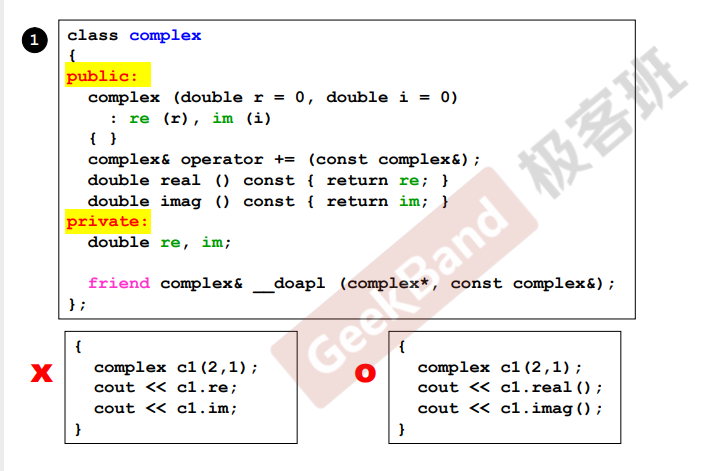 1
class complex
{
public:
  complex (double r = 0, double i = 0)
    : re (r), im (i)
  { }
  complex& operator += (const complex&);
  double real () const { return re; }
  double imag () const { return im; }
private:
  double re, im;
  friend complex& __doapl (complex*, const complex&);
};
GeekBand 极客班
x
{
  complex c1(2,1);
  cout << c1.re;
  cout << c1.im;
}
o
{
  complex c1(2,1);
  cout << c1.real();
  cout << c1.imag();
}